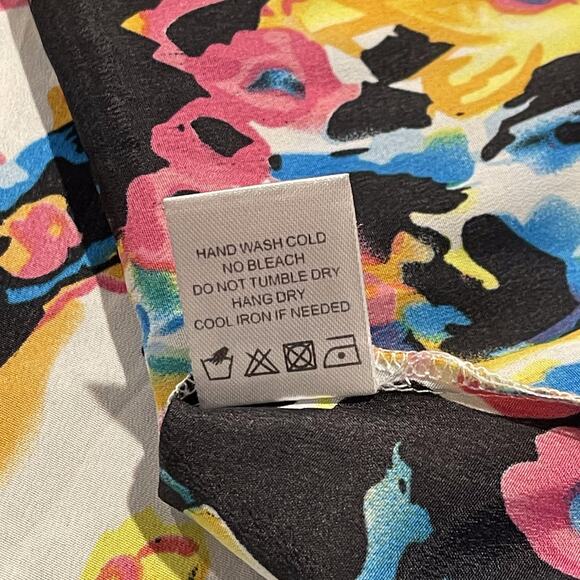 HAND WASH COLD
NO BLEACH
DO NOT TUMBLE DRY
HANG DRY
COOL IRON IF NEEDED